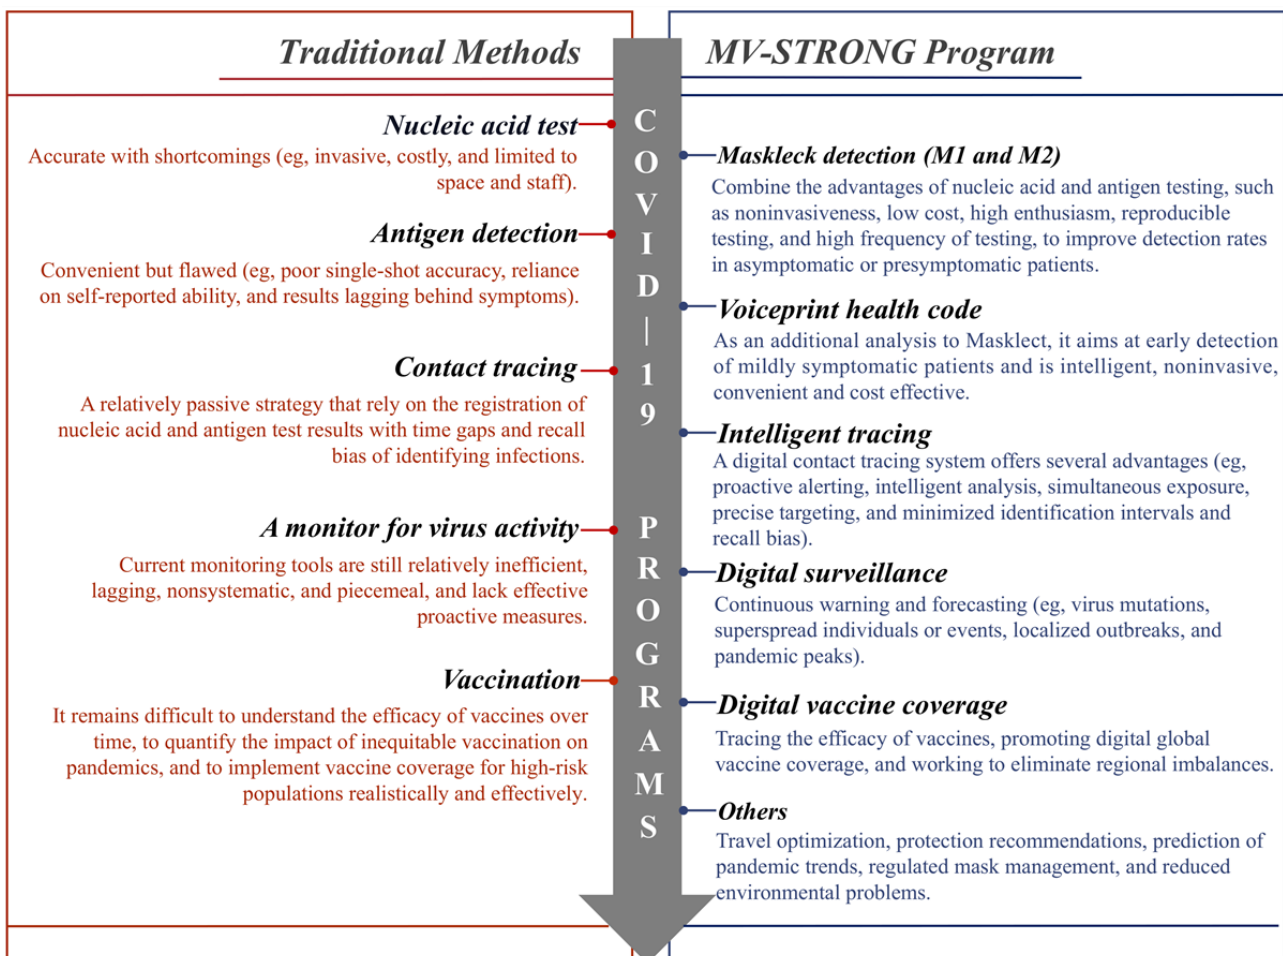 Traditional Methods
Nucleic acid test
Accurate with shortcomings (eg, invasive, costly, and limited to
space and staff).
Antigen detection
Convenient but flawed (eg, poor single-shot accuracy, reliance
on self-reported ability, and results lagging behind symptoms).
Contact tracing
A relatively passive strategy that rely on the registration of
nucleic acid and antigen test results with time gaps and recall
bias of identifying infections.
A monitor for virus activity
Current monitoring tools are still relatively inefficient,
lagging, nonsystematic, and piecemeal, and lack effective
proactive measures.
Vaccination
It remains difficult to understand the efficacy of vaccines over
time, to quantify the impact of inequitable vaccination on
pandemics, and to implement vaccine coverage for high-risk
populations realistically and effectively.
COVID|19 PROGRAMS
MV-STRONG Program
Maskleck detection (M1 and M2)
Combine the advantages of nucleic acid and antigen testing, such
as noninvasiveness, low cost, high enthusiasm, reproducible
testing, and high frequency of testing, to improve detection rates
in asymptomatic or presymptomatic patients.
Voiceprint health code
As an additional analysis to Masklect, it aims at early detection
of mildly symptomatic patients and is intelligent, noninvasive,
convenient and cost effective.
Intelligent tracing
A digital contact tracing system offers several advantages (eg,
proactive alerting, intelligent analysis, simultaneous exposure,
precise targeting, and minimized identification intervals and
recall bias).
Digital surveillance
Continuous warning and forecasting (eg, virus mutations,
superspread individuals or events, localized outbreaks, and
pandemic peaks).
Digital vaccine coverage
Tracing the efficacy of vaccines, promoting digital global
vaccine coverage, and working to eliminate regional imbalances.
Others
Travel optimization, protection recommendations, prediction of
pandemic trends, regulated mask management, and reduced
environmental problems.